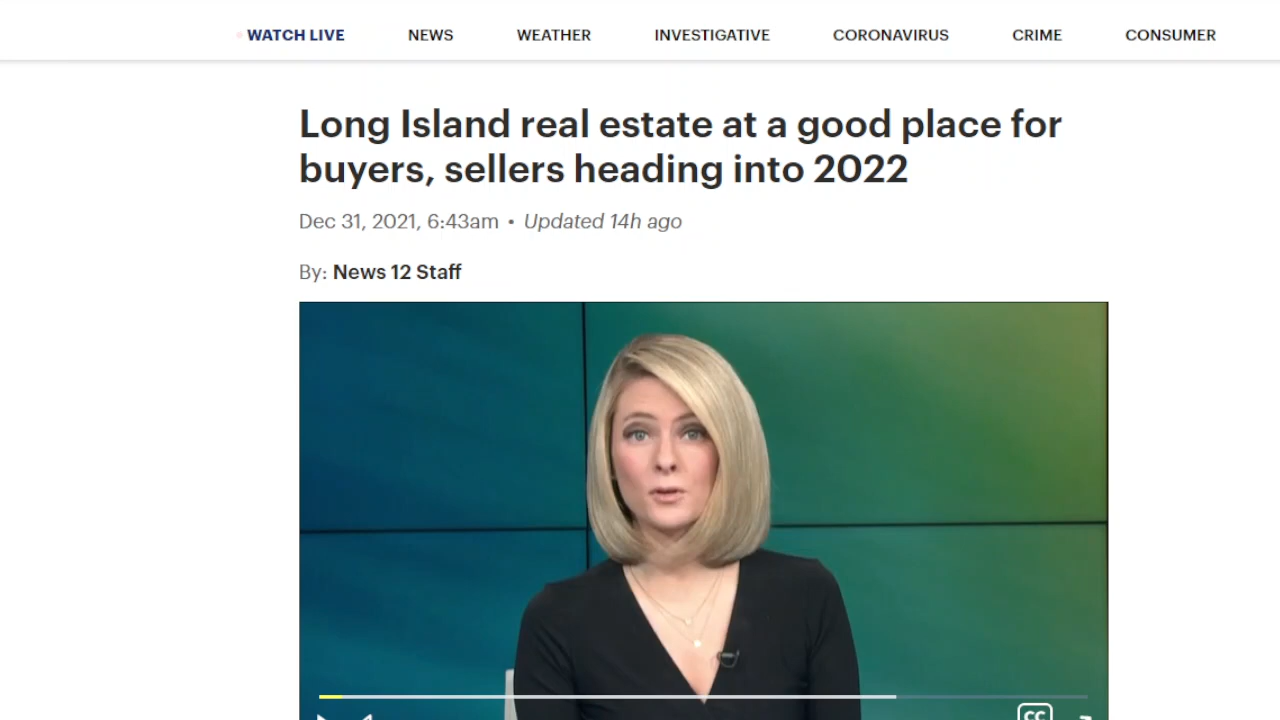 WATCH LIVE NEWS WEATHER INVESTIGATIVE CORONAVIRUS CRIME CONSUMER
Long Island real estate at a good place for
buyers, sellers heading into 2022
Dec 31, 2021, 6:43am • Updated 14h ago
By: News 12 Staff
CC